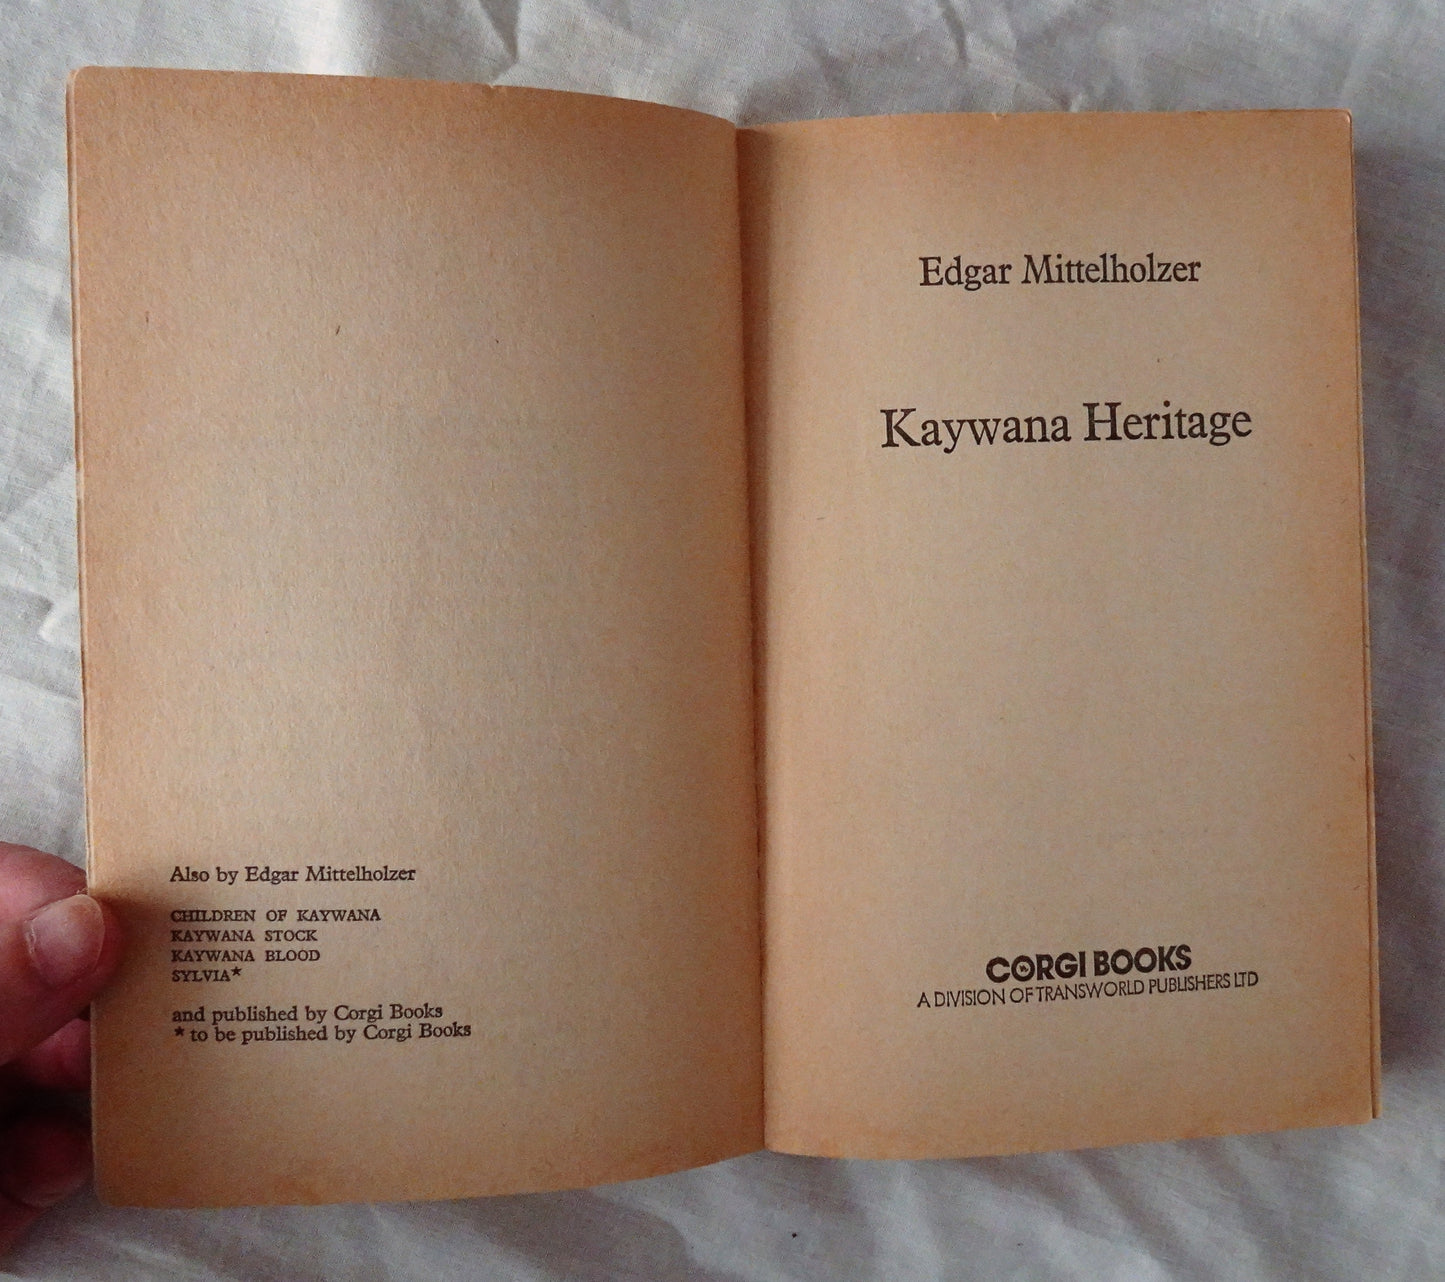 Also by Edgar Mittelholzer
CHILDREN OF KAYWANA
KAYWANA STOCK
KAYWANA BLOOD
SYLVIA*
and published by Corgi Books
* to be published by Corgi Books
Edgar Mittelholzer
Kaywana Heritage
CORGI BOOKS
A DIVISION OF TRANSWORLD PUBLISHERS LTD